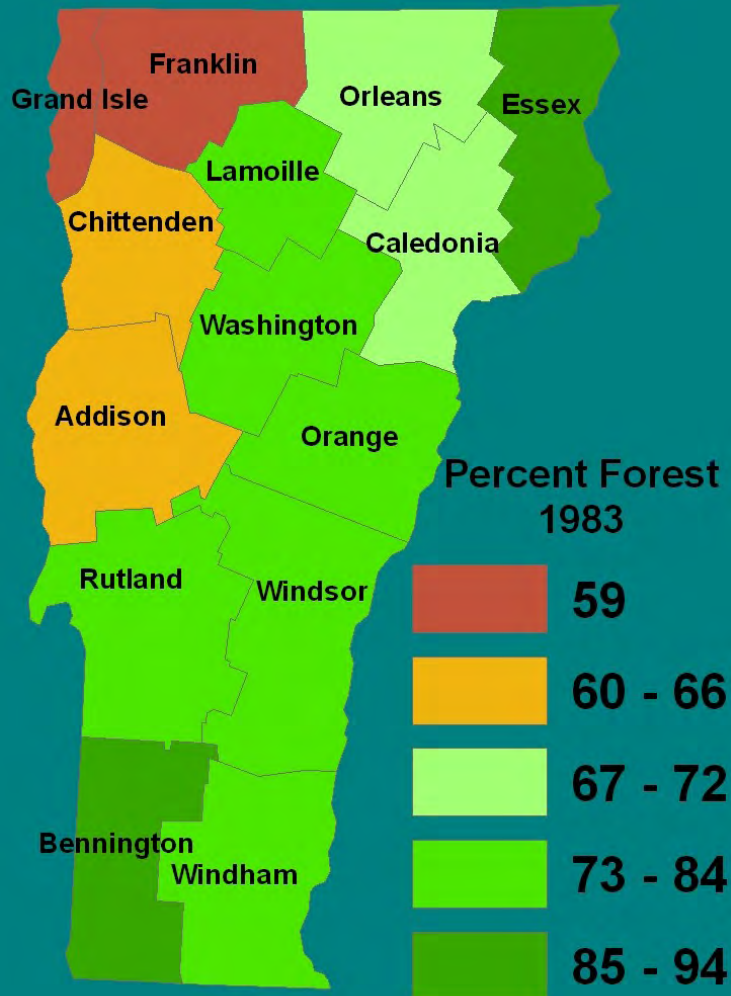 Franklin
Grand Isle
Orleans
Essex
Lamoille
Chittenden
Caledonia
Washington
Addison
Orange
Rutland
Windsor
Bennington
Windham
Percent Forest
1983
59
60 - 66
67 - 72
73 - 84
85 - 94